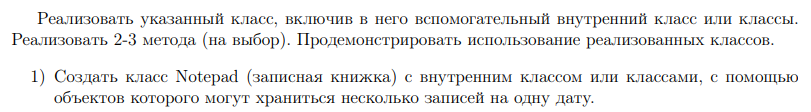 Реализовать указанный класс, включив в него вспомогательный внутренний класс или классы.
Реализовать 2-3 метода (на выбор). Продемонстрировать использование реализованных классов.
1) Создать класс Notepad (записная книжка) с внутренним классом или классами, с помощью
объектов которого могут храниться несколько записей на одну дату.